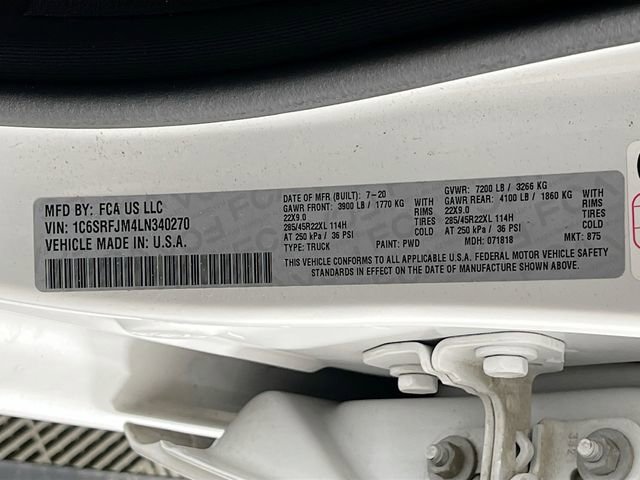 MFD BY: FCA US LLC
VIN: 1C6SRFJM4LN340270
VEHICLE MADE IN: U.S.A.
DATE OF MFR (BUILT): 7-20 GVWR: 7200 LB / 3266 KG
GAWR FRONT: 3900 LB / 1770 KG WITH GAWR REAR: 4100 LB / 1860 KG WITH
22X9.0 RIMS 22X9.0 RIMS
285/45R22XL 114H TIRES 285/45R22XL 114H TIRES
AT 250 kPa / 36 PSI COLD AT 250 kPa / 36 PSI COLD
TYPE: TRUCK PAINT: PWD MDH: 071818 MKT: 875
THIS VEHICLE CONFORMS TO ALL APPLICABLE U.S.A. FEDERAL MOTOR VEHICLE
SAFETY STANDARDS IN EFFECT ON THE DATE OF MANUFACTURE SHOWN ABOVE.